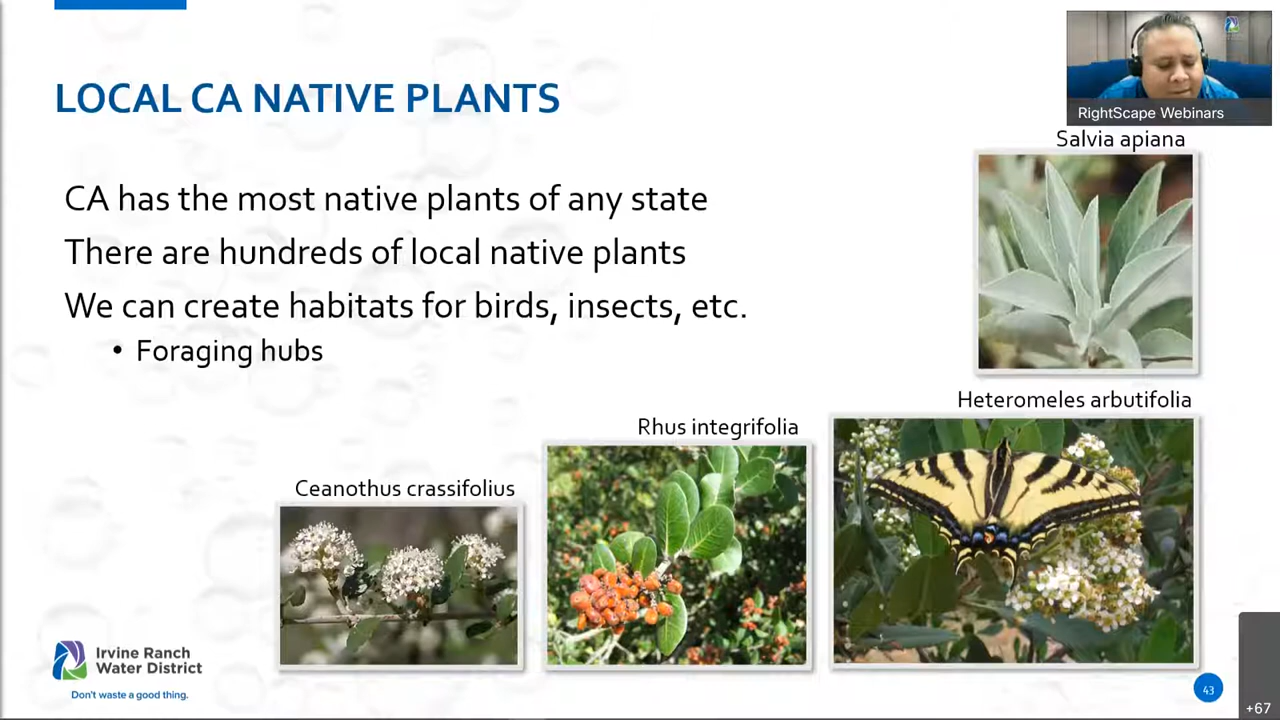 LOCAL CA NATIVE PLANTS
RightScape Webinars
Salvia apiana
CA has the most native plants of any state
There are hundreds of local native plants
We can create habitats for birds, insects, etc.
• Foraging hubs
Heteromeles arbutifolia
Rhus integrifolia
Ceanothus crassifolius
Irvine Ranch
Water District
Don't waste a good thing.
43
+67